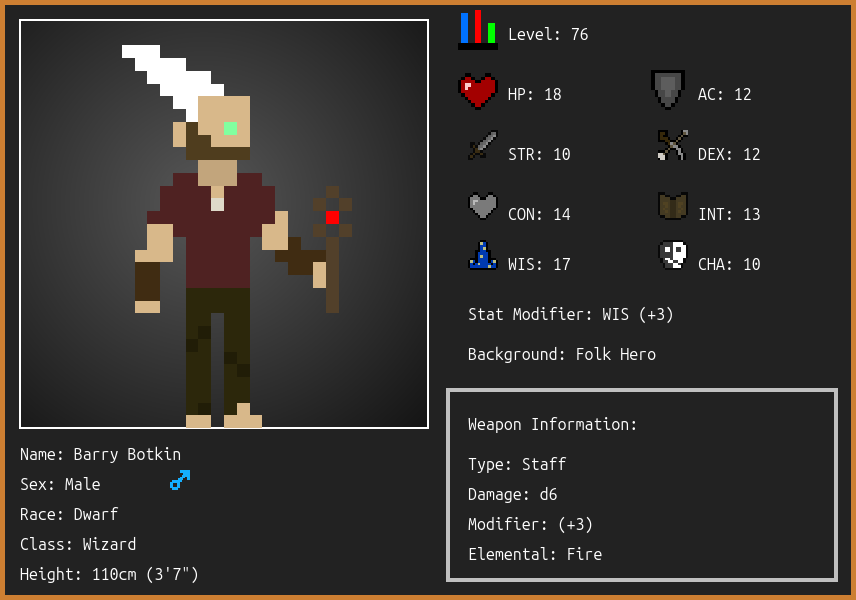 Level: 76
HP: 18
AC: 12
STR: 10
DEX: 12
CON: 14
INT: 13
WIS: 17
CHA: 10
Stat Modifier: WIS (+3)
Background: Folk Hero
Weapon Information:
Type: Staff
Damage: d6
Modifier: (+3)
Elemental: Fire
Name: Barry Botkin
Sex: Male
Race: Dwarf
Class: Wizard
Height: 110cm (3'7")